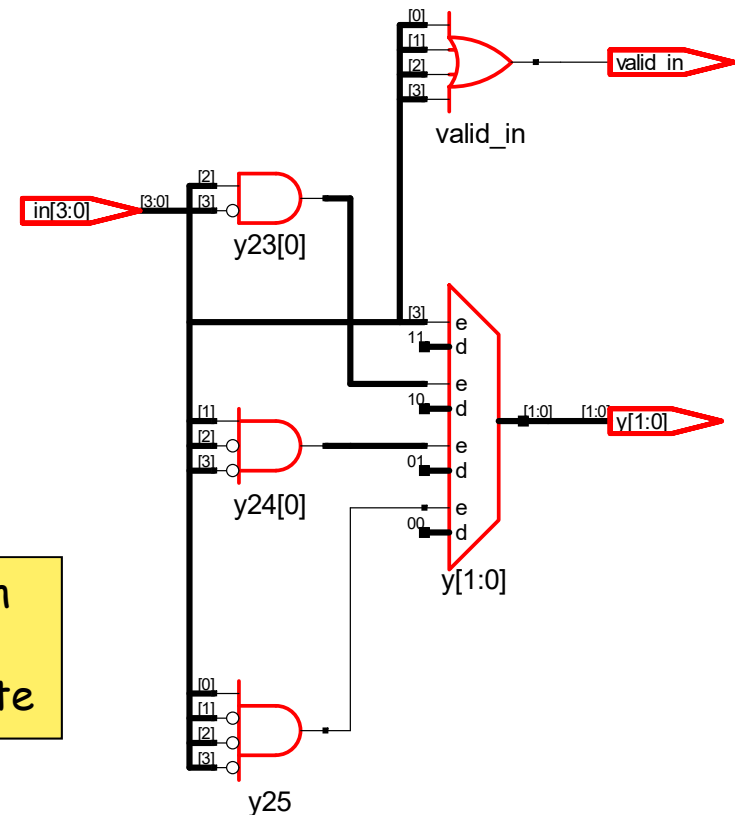 [0]
[1]
[2]
[3]
valid_in
valid_in
[2]
[3]
y23[0]
in[3:0]
[3:0]
[3]
e
11
d
e
10
d
[1]
[2]
[3]
y24[0]
e
01
d
e
00
d
y[1:0]
[1:0]
[1:0]
y[1:0]
n
te
[0]
[1]
[2]
[3]
y25